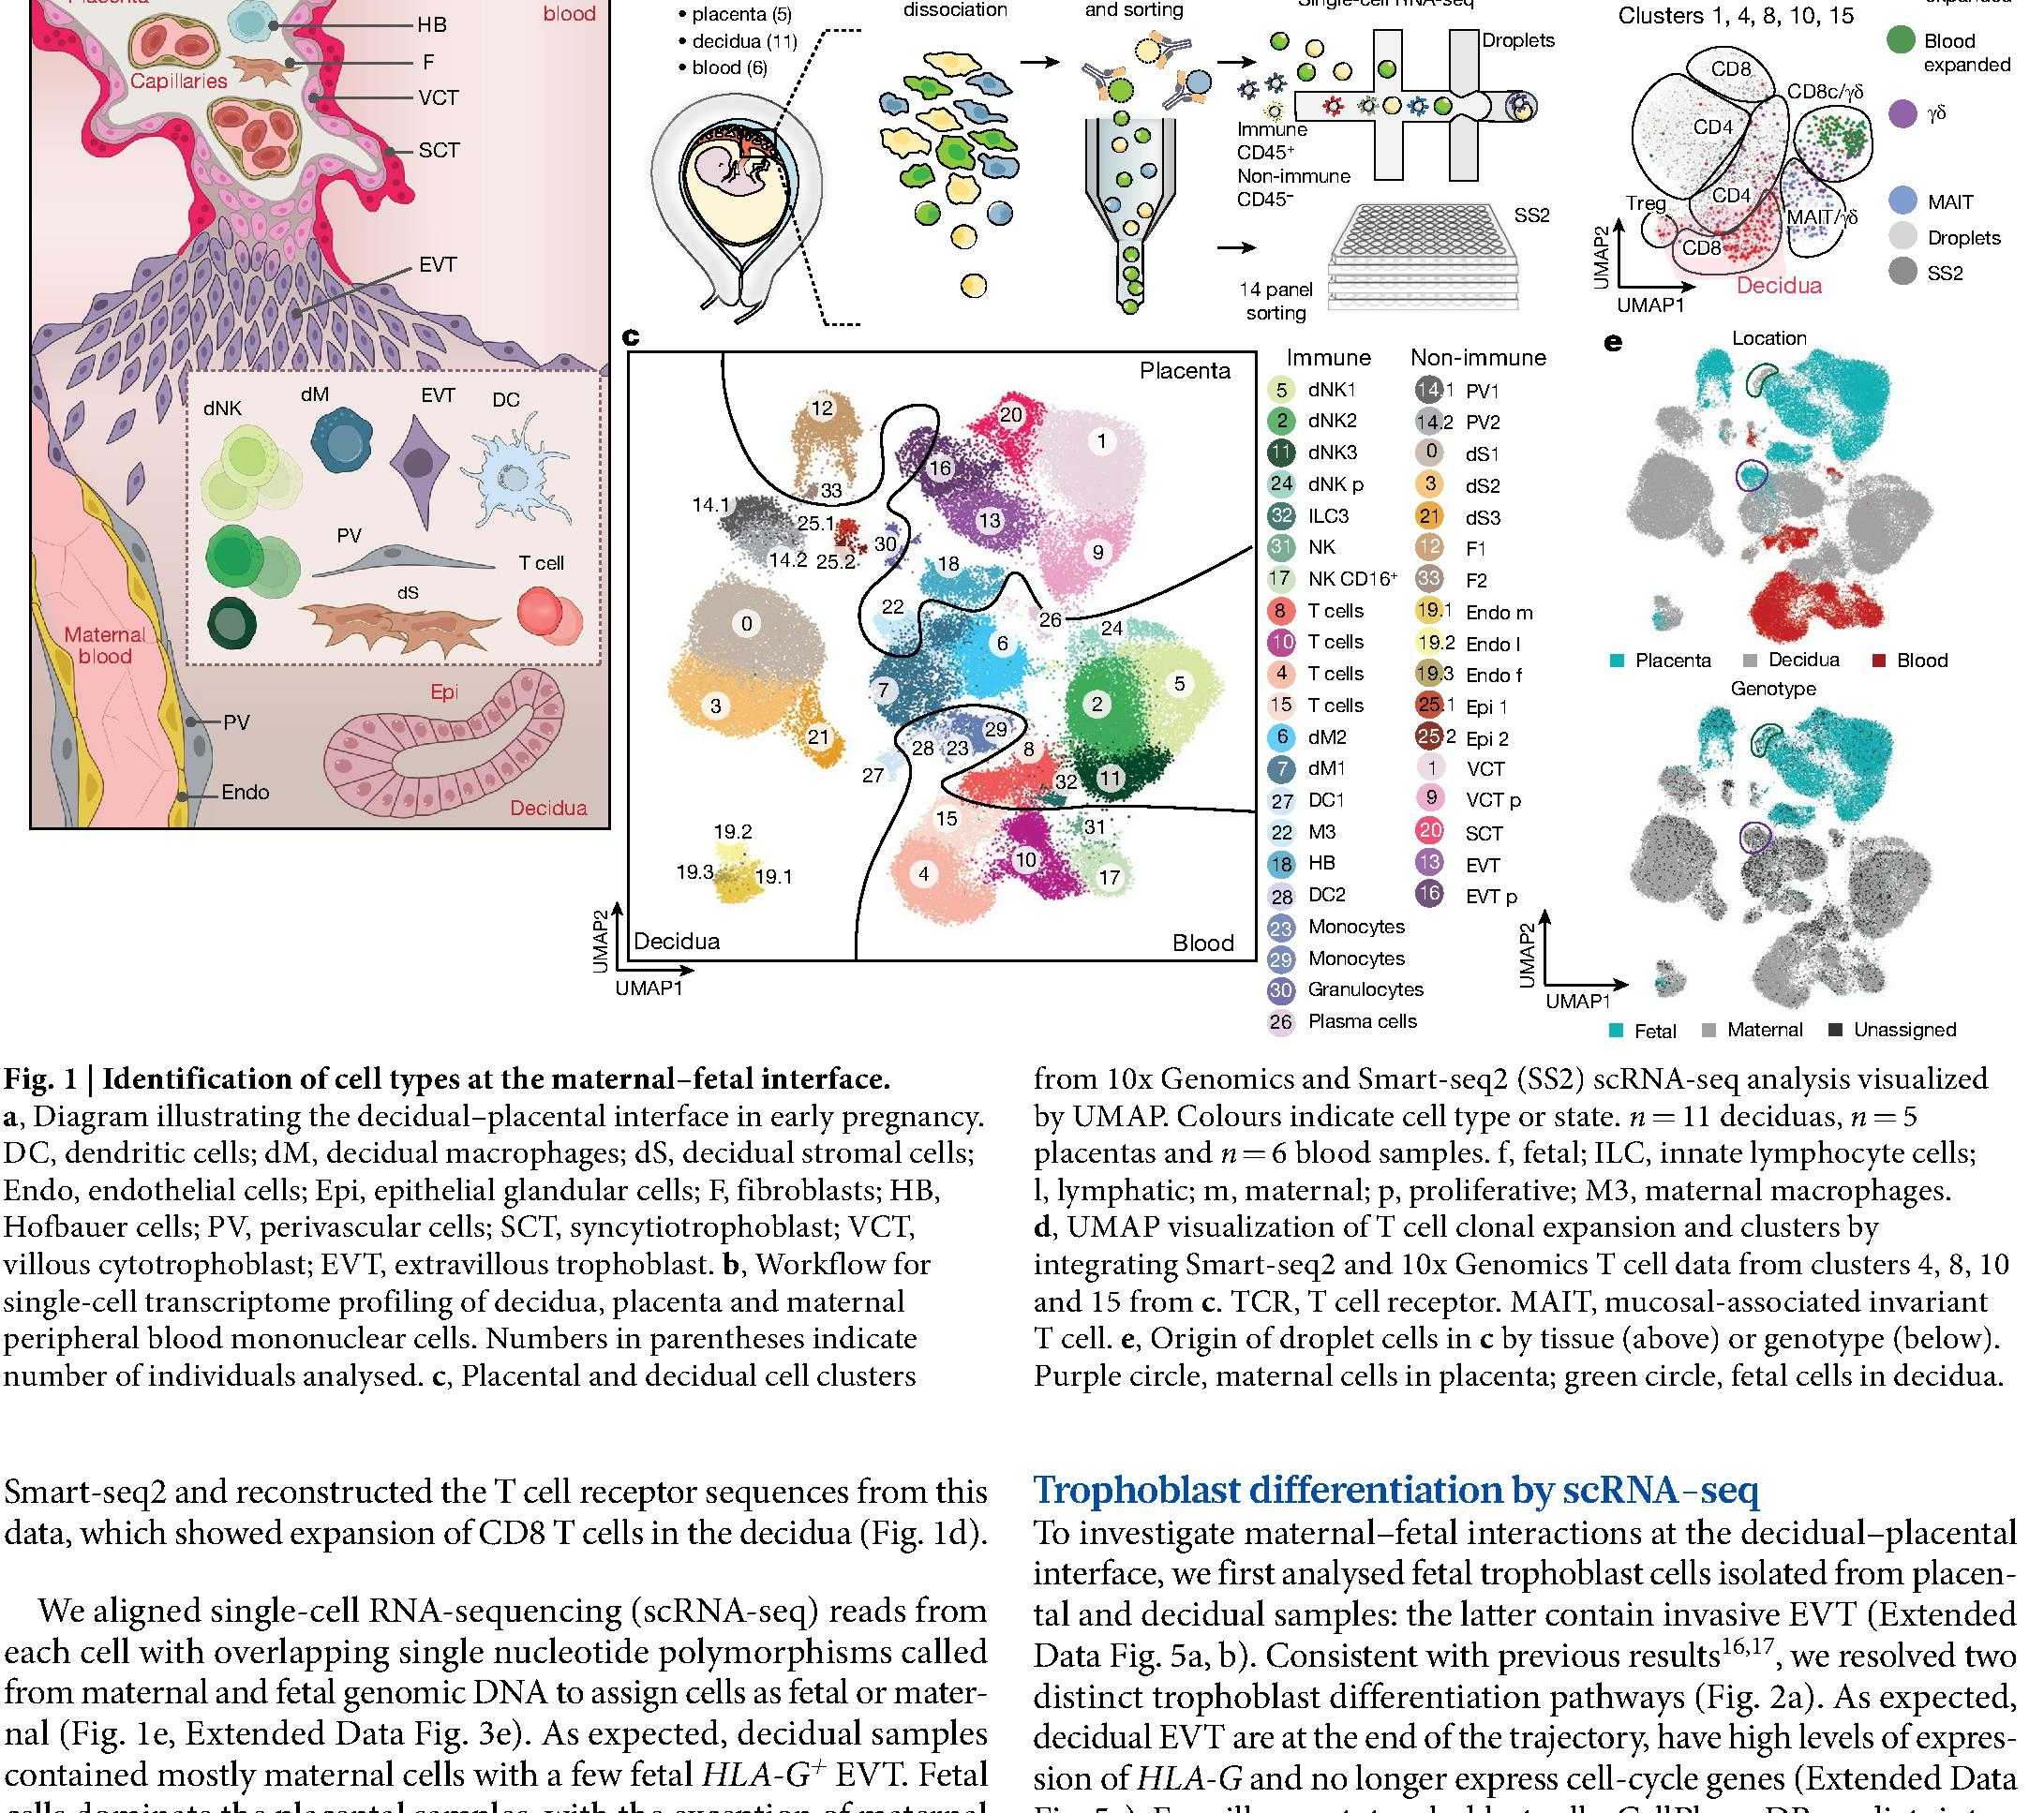 blood
HB
F
Capillaries
VCT
SCT
EVT
dNK
dM
EVT
DC
PV
T cell
dS
Maternal
blood
Epi
PV
Endo
Decidua
• placenta (5)
• decidua (11)
• blood (6)
dissociation
and sorting
Droplets
Immune
CD45⁺
Non-immune
CD45⁻
14 panel
sorting
SS2
Clusters 1, 4, 8, 10, 15
CD8
CD8c/γδ
CD4
CD4
Treg
MAIT/γδ
CD8
Decidua
UMAP2
UMAP1
Blood
expanded
γδ
MAIT
Droplets
SS2
c
Placenta
12
20
1
16
33
14.1
25.1
13
30
9
14.2
25.2
18
22
26
24
0
6
5
7
2
3
21
29
28
23
8
27
32
11
15
31
19.2
10
19.3
19.1
4
17
Decidua
Blood
UMAP2
UMAP1
Immune
5 dNK1
2 dNK2
11 dNK3
24 dNK p
32 ILC3
31 NK
17 NK CD16⁺
8 T cells
10 T cells
4 T cells
15 T cells
6 dM2
7 dM1
27 DC1
22 M3
18 HB
28 DC2
23 Monocytes
29 Monocytes
30 Granulocytes
26 Plasma cells
Non-immune
14.1 PV1
14.2 PV2
0 dS1
3 dS2
21 dS3
12 F1
33 F2
19.1 Endo m
19.2 Endo l
19.3 Endo f
25.1 Epi 1
25.2 Epi 2
1 VCT
9 VCT p
20 SCT
13 EVT
16 EVT p
e
Location
Placenta Decidua Blood
Genotype
UMAP2
UMAP1
Fetal Maternal Unassigned
Fig. 1 | Identification of cell types at the maternal–fetal interface.
a, Diagram illustrating the decidual–placental interface in early pregnancy.
DC, dendritic cells; dM, decidual macrophages; dS, decidual stromal cells;
Endo, endothelial cells; Epi, epithelial glandular cells; F, fibroblasts; HB,
Hofbauer cells; PV, perivascular cells; SCT, syncytiotrophoblast; VCT,
villous cytotrophoblast; EVT, extravillous trophoblast. b, Workflow for
single-cell transcriptome profiling of decidua, placenta and maternal
peripheral blood mononuclear cells. Numbers in parentheses indicate
number of individuals analysed. c, Placental and decidual cell clusters
from 10x Genomics and Smart-seq2 (SS2) scRNA-seq analysis visualized
by UMAP. Colours indicate cell type or state. n = 11 deciduas, n = 5
placentas and n = 6 blood samples. f, fetal; ILC, innate lymphocyte cells;
l, lymphatic; m, maternal; p, proliferative; M3, maternal macrophages.
d, UMAP visualization of T cell clonal expansion and clusters by
integrating Smart-seq2 and 10x Genomics T cell data from clusters 4, 8, 10
and 15 from c. TCR, T cell receptor. MAIT, mucosal-associated invariant
T cell. e, Origin of droplet cells in c by tissue (above) or genotype (below).
Purple circle, maternal cells in placenta; green circle, fetal cells in decidua.
Smart-seq2 and reconstructed the T cell receptor sequences from this
data, which showed expansion of CD8 T cells in the decidua (Fig. 1d).
We aligned single-cell RNA-sequencing (scRNA-seq) reads from
each cell with overlapping single nucleotide polymorphisms called
from maternal and fetal genomic DNA to assign cells as fetal or mater-
nal (Fig. 1e, Extended Data Fig. 3e). As expected, decidual samples
contained mostly maternal cells with a few fetal HLA-G⁺ EVT. Fetal
Trophoblast differentiation by scRNA-seq
To investigate maternal–fetal interactions at the decidual–placental
interface, we first analysed fetal trophoblast cells isolated from placen-
tal and decidual samples: the latter contain invasive EVT (Extended
Data Fig. 5a, b). Consistent with previous results¹⁶,¹⁷, we resolved two
distinct trophoblast differentiation pathways (Fig. 2a). As expected,
decidual EVT are at the end of the trajectory, have high levels of expres-
sion of HLA-G and no longer express cell-cycle genes (Extended Data